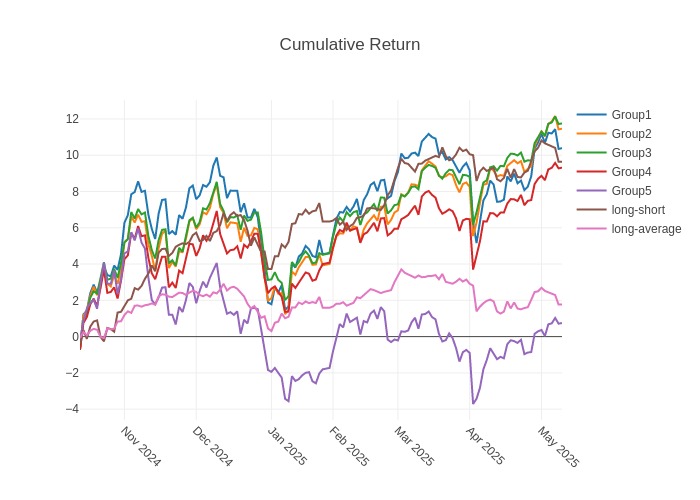 Cumulative Return
12
10
8
6
4
2
0
−2
−4
Nov 2024
Dec 2024
Jan 2025
Feb 2025
Mar 2025
Apr 2025
May 2025
Group1
Group2
Group3
Group4
Group5
long-short
long-average